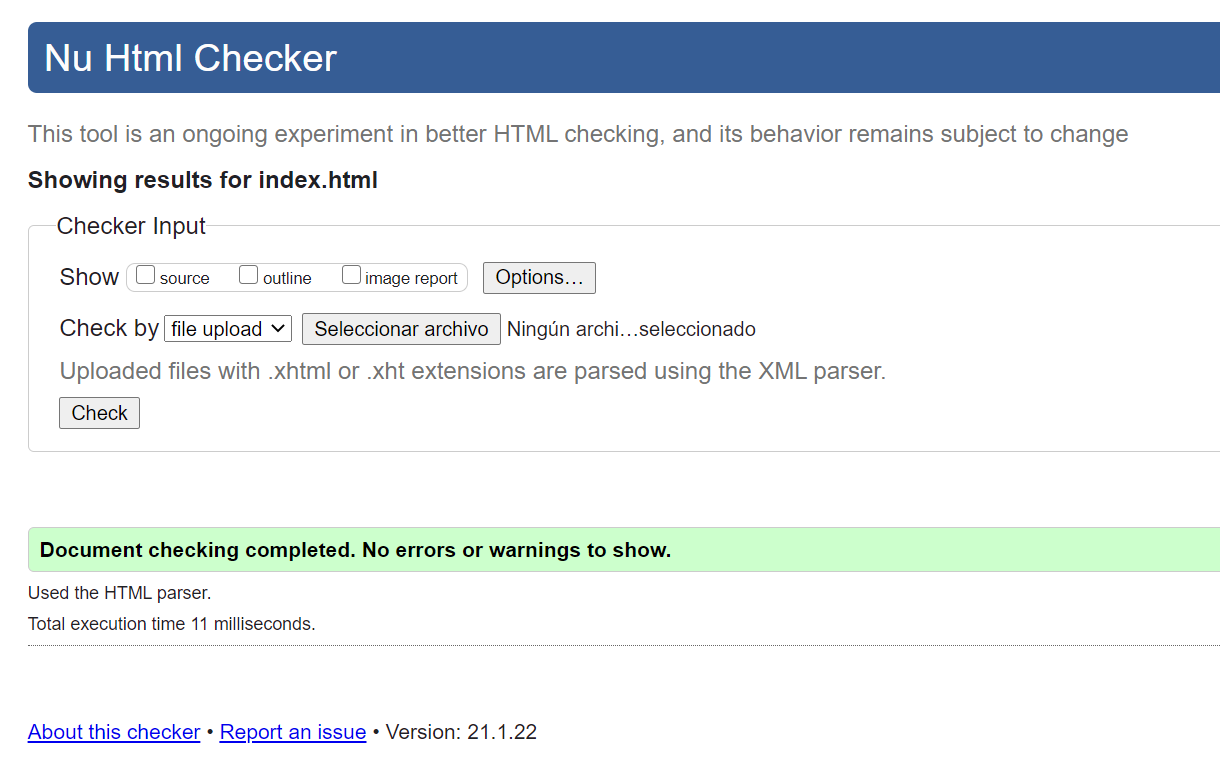 Nu Html Checker
This tool is an ongoing experiment in better HTML checking, and its behavior remains subject to change
Showing results for index.html
Checker Input
Show source outline image report Options…
Check by file upload Seleccionar archivo Ningún archi…seleccionado
Uploaded files with .xhtml or .xht extensions are parsed using the XML parser.
Check
Document checking completed. No errors or warnings to show.
Used the HTML parser.
Total execution time 11 milliseconds.
About this checker • Report an issue • Version: 21.1.22